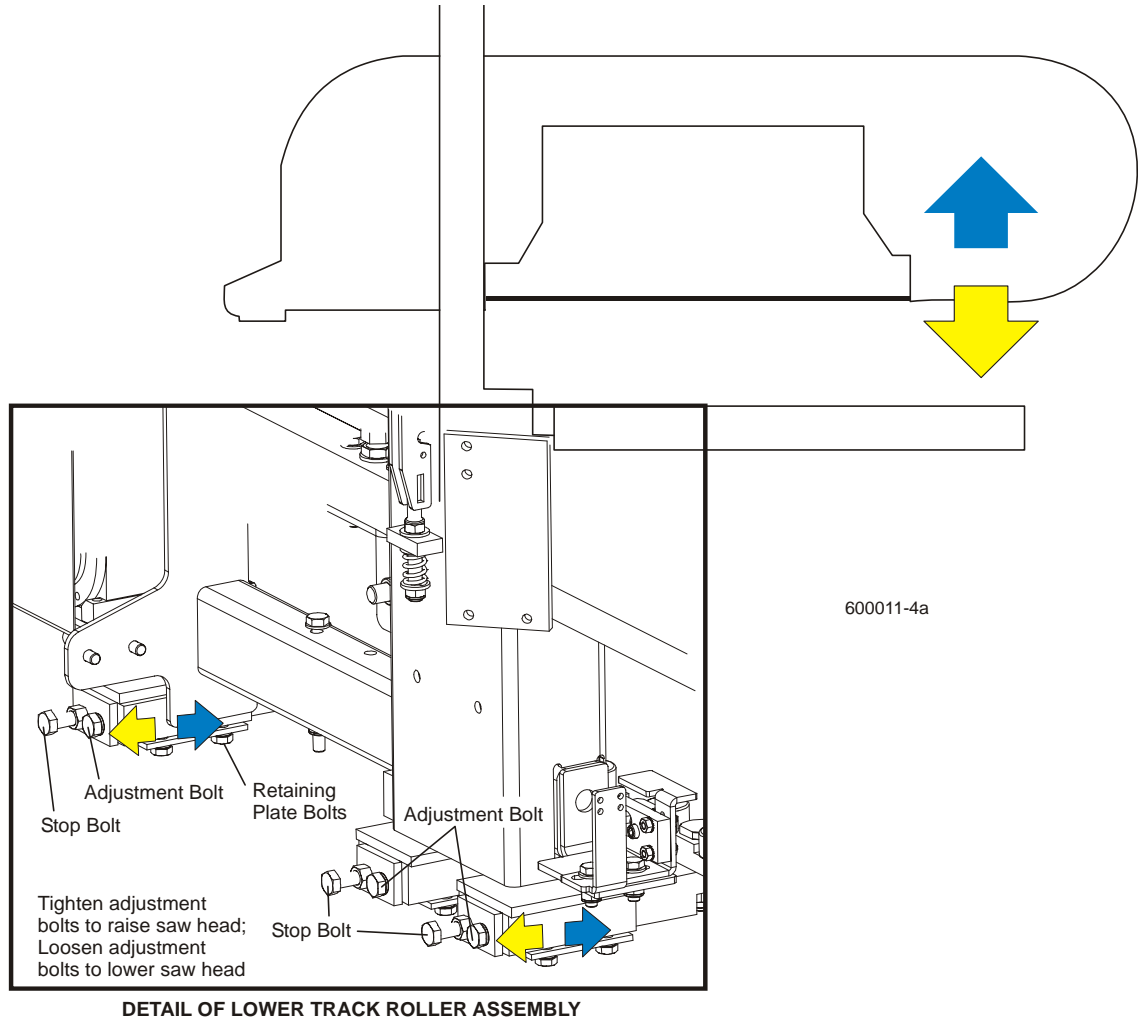 600011-4a
Adjustment Bolt
Stop Bolt
Retaining
Plate Bolts
Adjustment Bolt
Stop Bolt
Tighten adjustment
bolts to raise saw head;
Loosen adjustment
bolts to lower saw head
DETAIL OF LOWER TRACK ROLLER ASSEMBLY